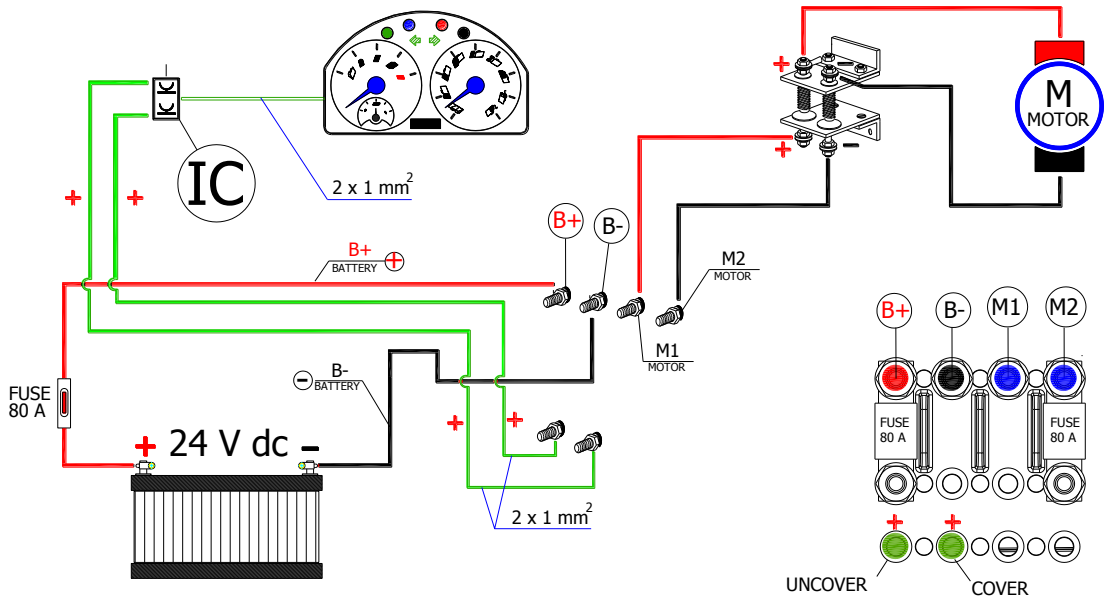 IC
2 x 1 mm²
M
MOTOR
+
-
+
-
+
+
B+
B-
B+
BATTERY
+
M2
MOTOR
M1
MOTOR
B-
BATTERY
-
FUSE
80 A
+
24 V dc
-
+
+
2 x 1 mm²
B+
B-
M1
M2
FUSE
80 A
FUSE
80 A
+
+
UNCOVER
COVER